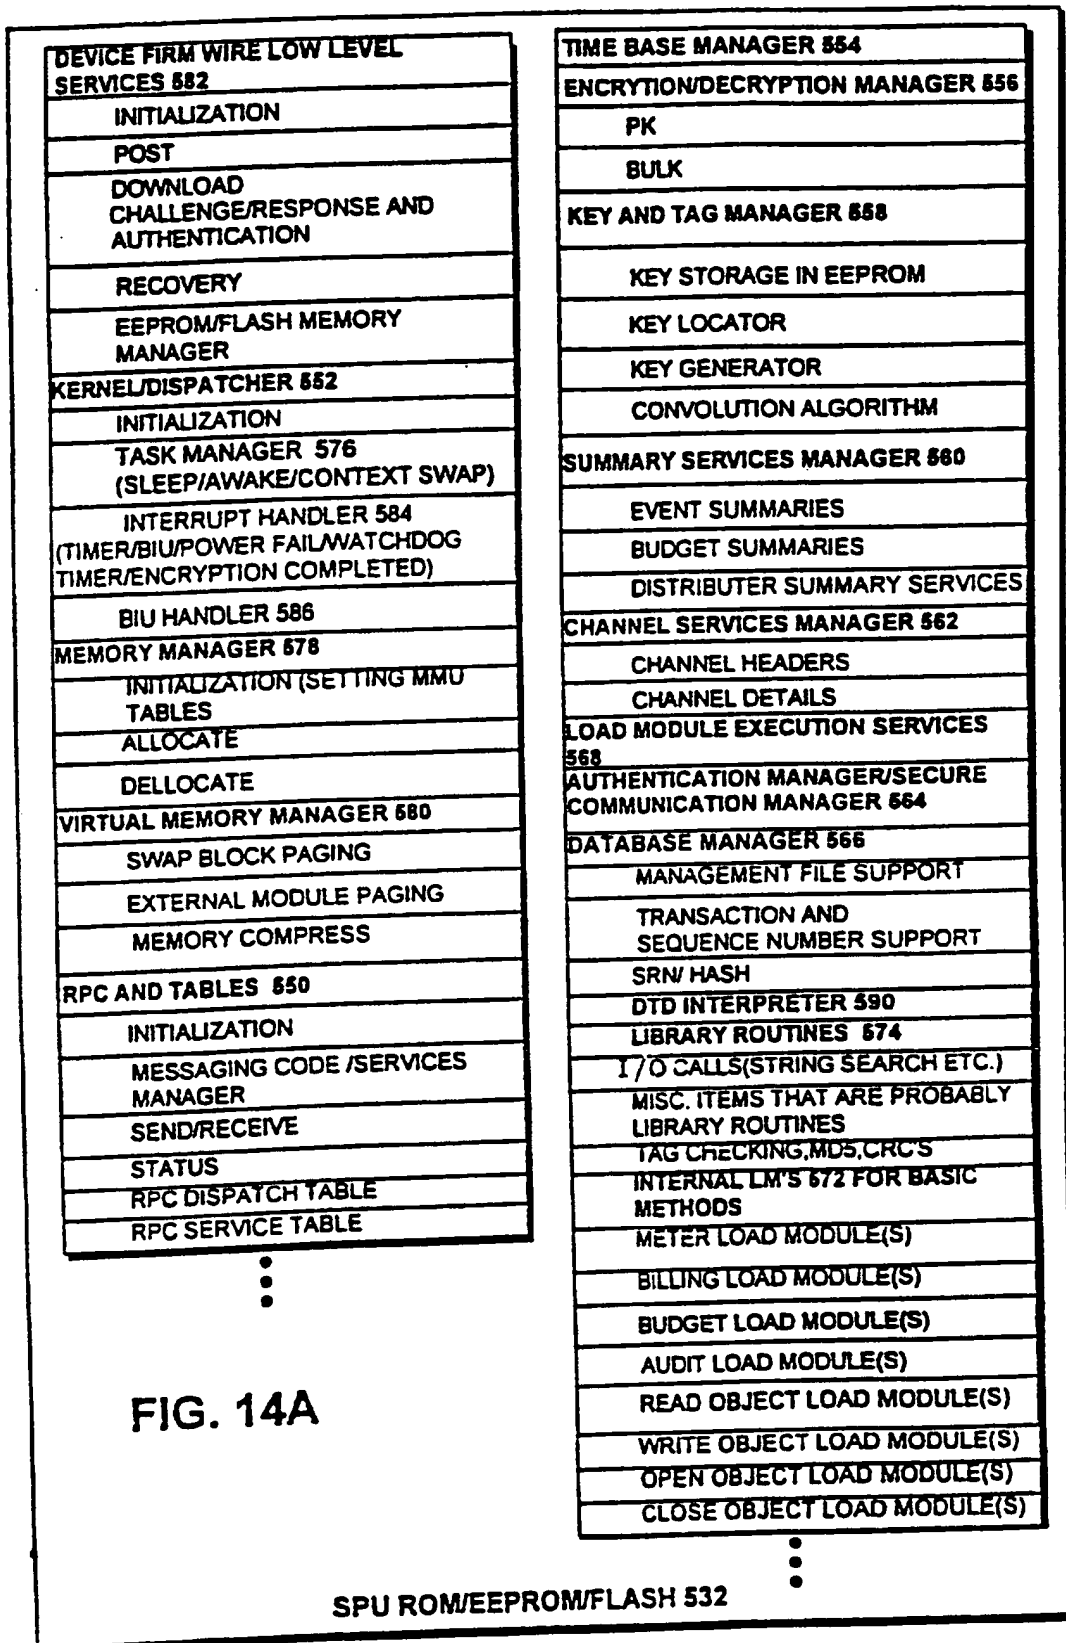 DEVICE FIRM WIRE LOW LEVEL
SERVICES 582
INITIALIZATION
POST
DOWNLOAD
CHALLENGE/RESPONSE AND
AUTHENTICATION
RECOVERY
EEPROM/FLASH MEMORY
MANAGER
KERNEL/DISPATCHER 552
INITIALIZATION
TASK MANAGER 576
(SLEEP/AWAKE/CONTEXT SWAP)
INTERRUPT HANDLER 584
(TIMER/BIU/POWER FAIL/WATCHDOG
TIMER/ENCRYPTION COMPLETED)
BIU HANDLER 586
MEMORY MANAGER 578
INITIALIZATION (SETTING MMU
TABLES
ALLOCATE
DELLOCATE
VIRTUAL MEMORY MANAGER 580
SWAP BLOCK PAGING
EXTERNAL MODULE PAGING
MEMORY COMPRESS
RPC AND TABLES 550
INITIALIZATION
MESSAGING CODE /SERVICES
MANAGER
SEND/RECEIVE
STATUS
RPC DISPATCH TABLE
RPC SERVICE TABLE
TIME BASE MANAGER 554
ENCRYTION/DECRYPTION MANAGER 556
PK
BULK
KEY AND TAG MANAGER 558
KEY STORAGE IN EEPROM
KEY LOCATOR
KEY GENERATOR
CONVOLUTION ALGORITHM
SUMMARY SERVICES MANAGER 560
EVENT SUMMARIES
BUDGET SUMMARIES
DISTRIBUTER SUMMARY SERVICES
CHANNEL SERVICES MANAGER 562
CHANNEL HEADERS
CHANNEL DETAILS
LOAD MODULE EXECUTION SERVICES
568
AUTHENTICATION MANAGER/SECURE
COMMUNICATION MANAGER 564
DATABASE MANAGER 566
MANAGEMENT FILE SUPPORT
TRANSACTION AND
SEQUENCE NUMBER SUPPORT
SRN/ HASH
DTD INTERPRETER 590
LIBRARY ROUTINES 574
I/O CALLS(STRING SEARCH ETC.)
MISC. ITEMS THAT ARE PROBABLY
LIBRARY ROUTINES
TAG CHECKING,MD5,CRC'S
INTERNAL LM'S 572 FOR BASIC
METHODS
METER LOAD MODULE(S)
BILLING LOAD MODULE(S)
BUDGET LOAD MODULE(S)
AUDIT LOAD MODULE(S)
READ OBJECT LOAD MODULE(S)
WRITE OBJECT LOAD MODULE(S)
OPEN OBJECT LOAD MODULE(S)
CLOSE OBJECT LOAD MODULE(S)
FIG. 14A
SPU ROM/EEPROM/FLASH 532